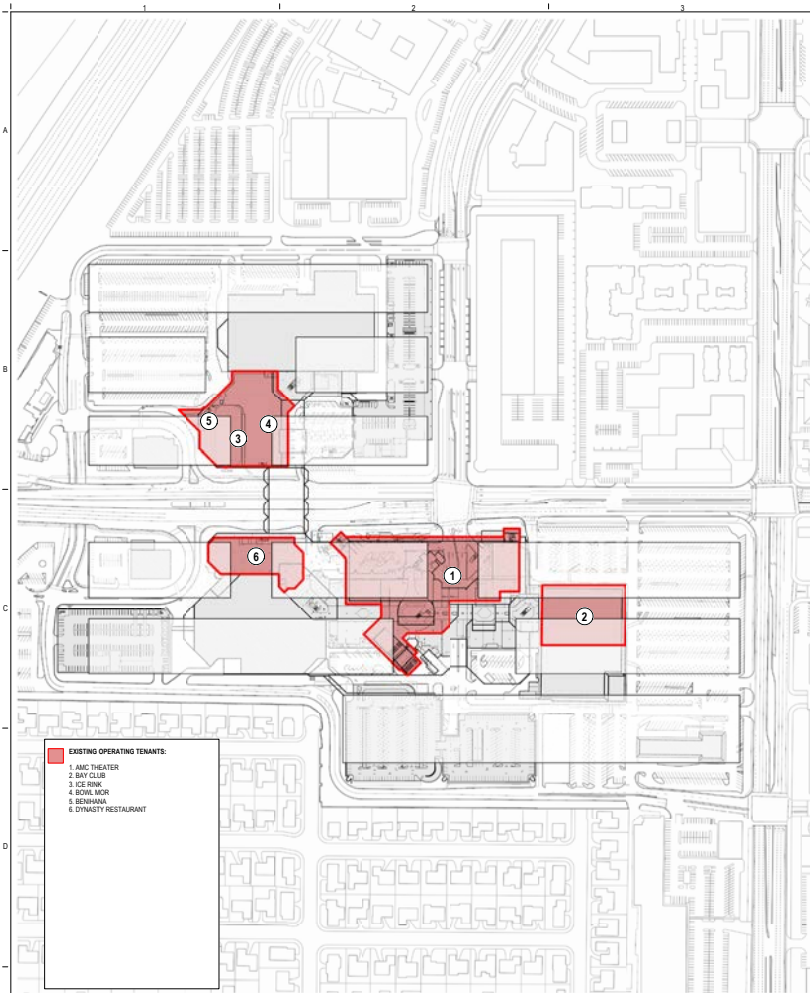 1 2 3
A
B
5
4
3
6
1
C
2
EXISTING OPERATING TENANTS:
1. AMC THEATER
2. BAY CLUB
3. ICE RINK
4. BOWL MOR
5. BENIHANA
6. DYNASTY RESTAURANT
D